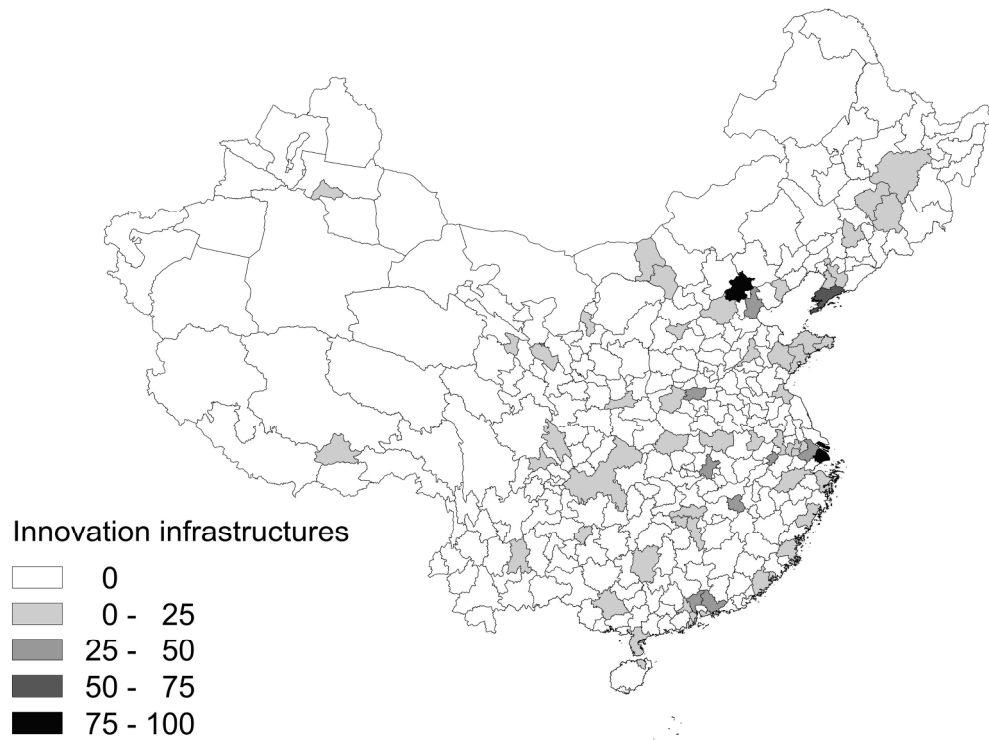 Innovation infrastructures
0
0 - 25
25 - 50
50 - 75
75 - 100